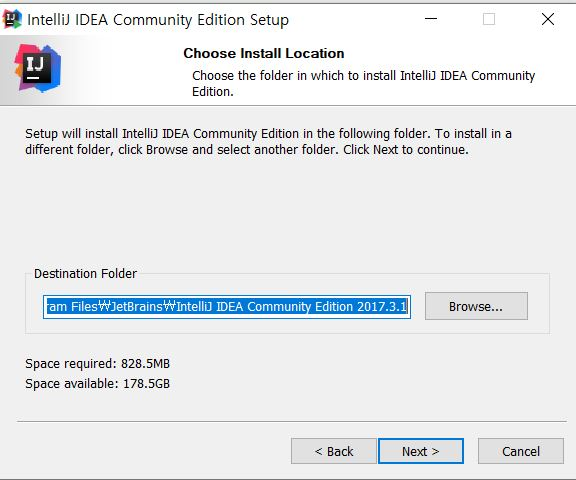 IntelliJ IDEA Community Edition Setup
IJ
Choose Install Location
Choose the folder in which to install IntelliJ IDEA Community
Edition.
Setup will install IntelliJ IDEA Community Edition in the following folder. To install in a
different folder, click Browse and select another folder. Click Next to continue.
Destination Folder
ram Files₩JetBrains₩IntelliJ IDEA Community Edition 2017.3.1
Browse...
Space required: 828.5MB
Space available: 178.5GB
< Back
Next >
Cancel